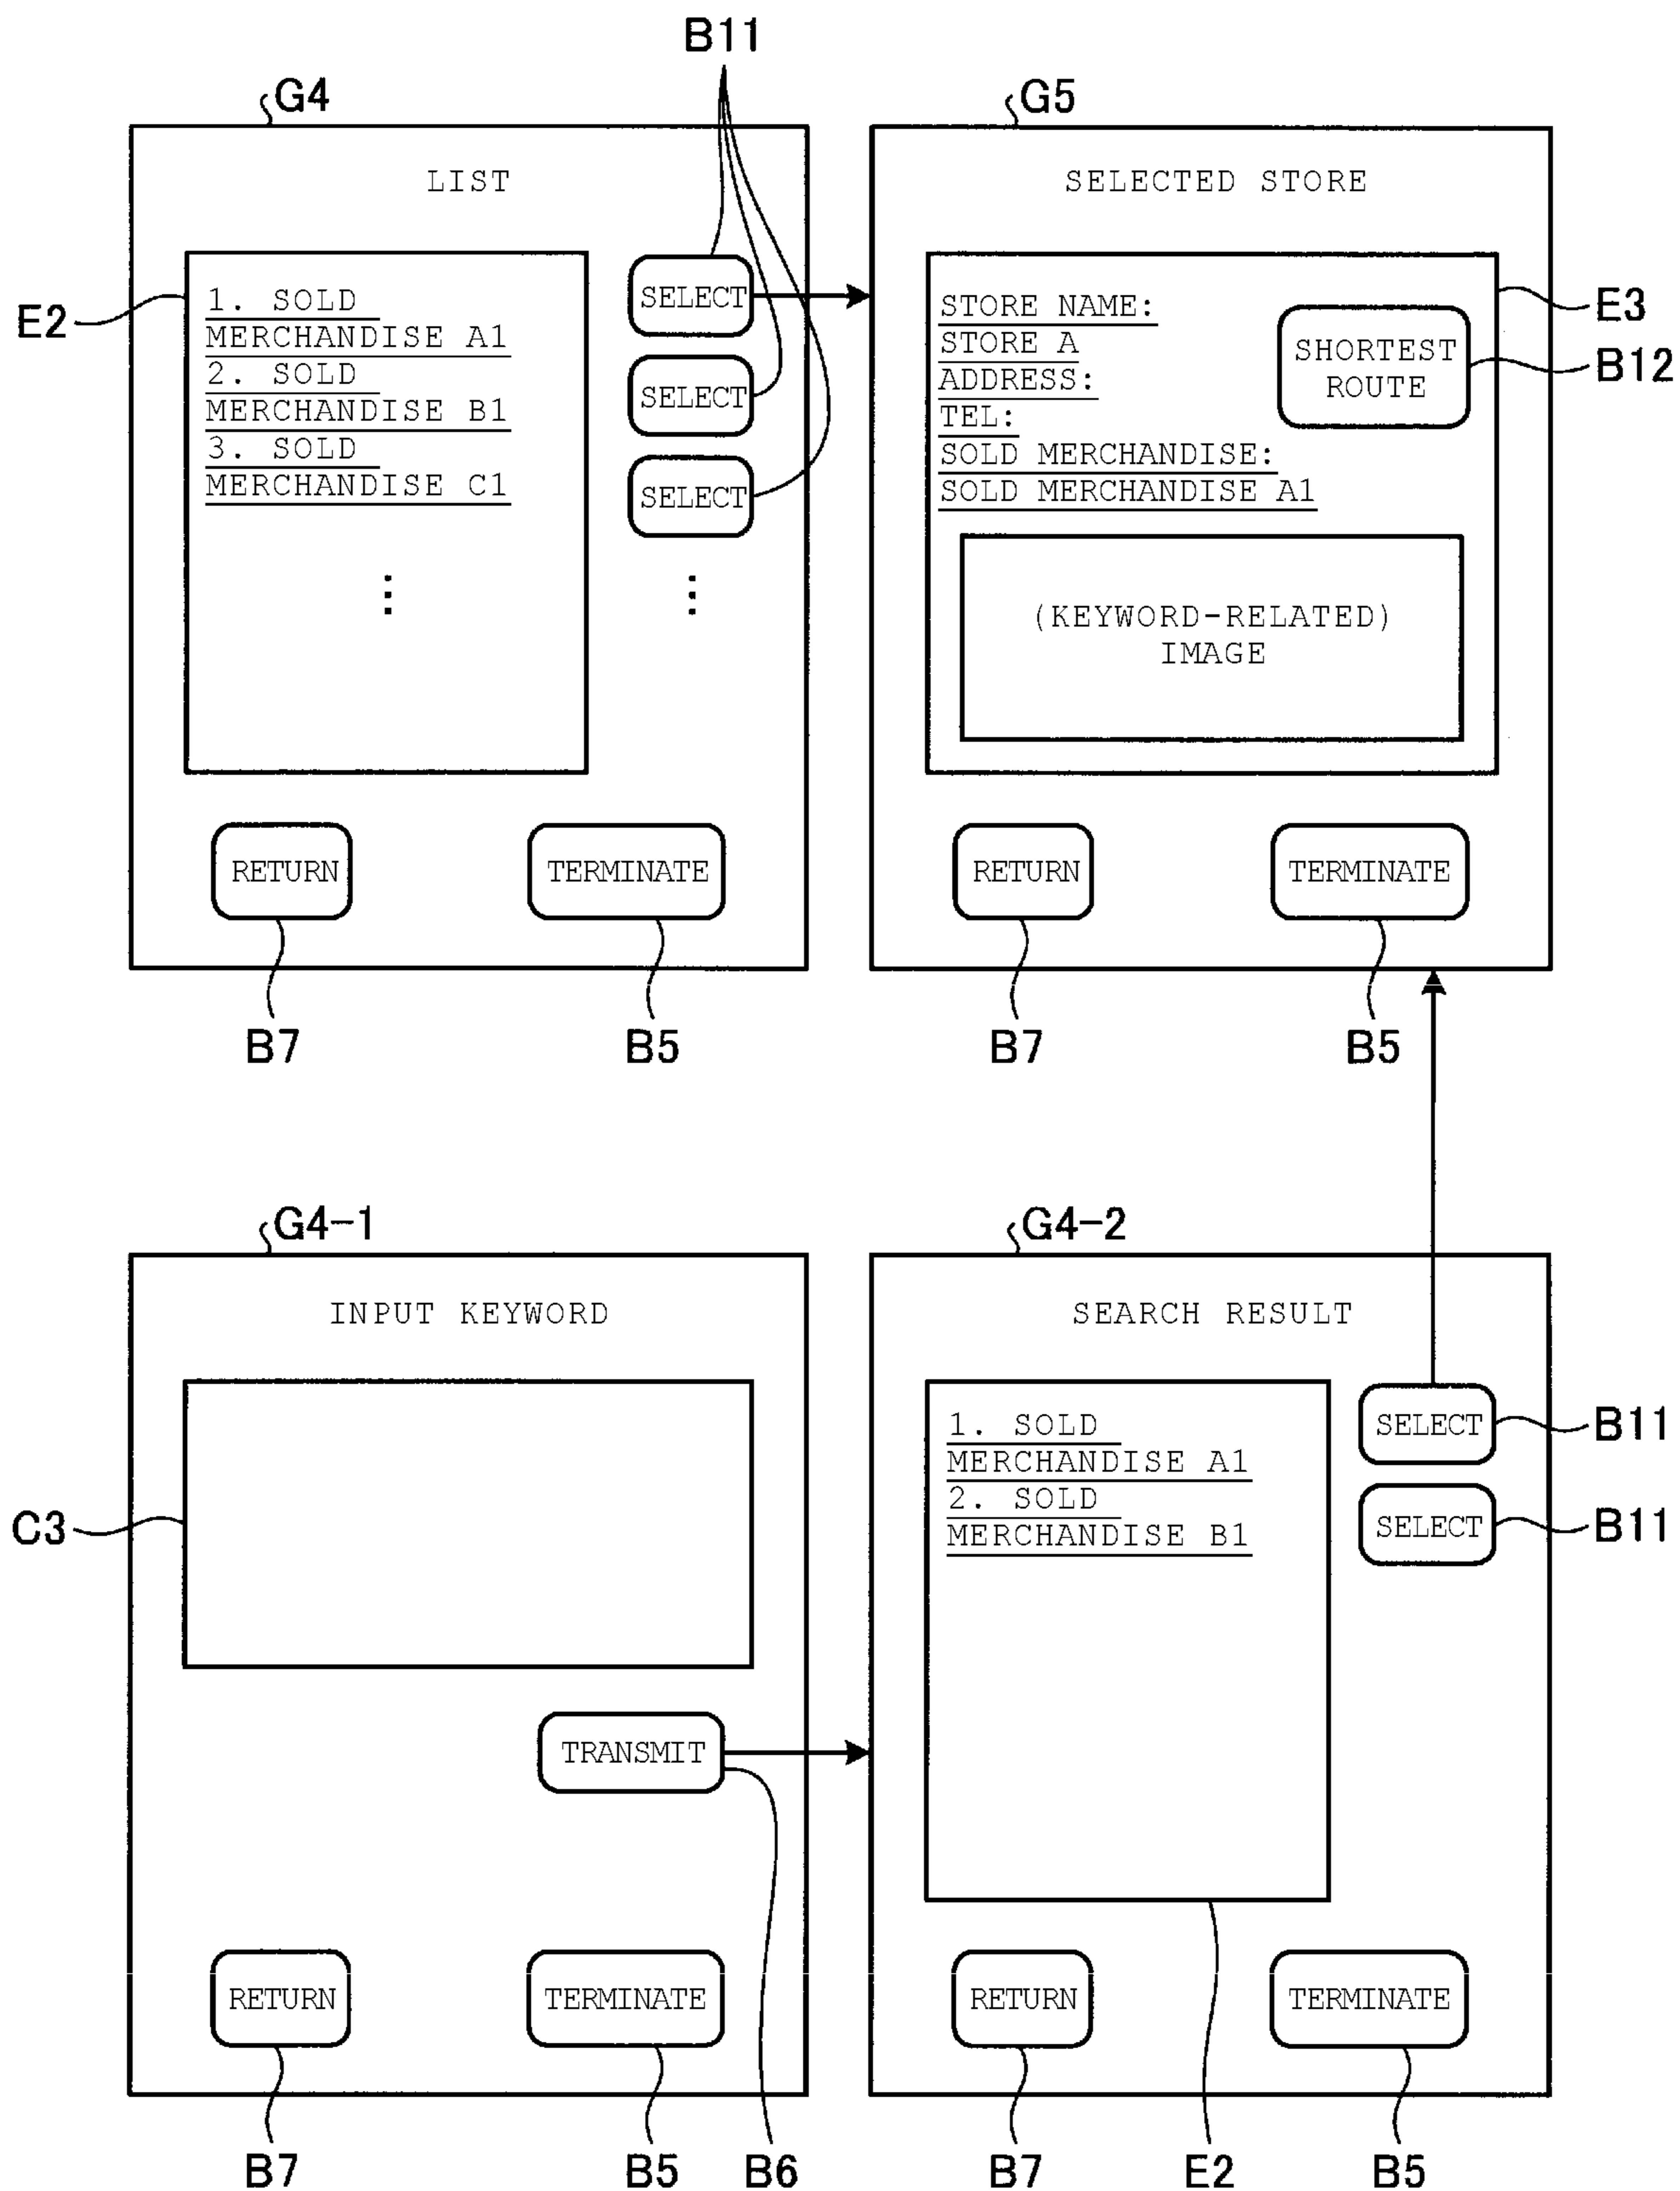 B11
G4
LIST
E2
1. SOLD
MERCHANDISE A1
2. SOLD
MERCHANDISE B1
3. SOLD
MERCHANDISE C1
SELECT
SELECT
SELECT
RETURN
TERMINATE
B7
B5
G5
SELECTED STORE
STORE NAME:
STORE A
ADDRESS:
TEL:
SOLD MERCHANDISE:
SOLD MERCHANDISE A1
SHORTEST
ROUTE
E3
B12
(KEYWORD-RELATED)
IMAGE
RETURN
TERMINATE
B7
B5
G4-1
INPUT KEYWORD
C3
TRANSMIT
RETURN
TERMINATE
B7
B5
B6
G4-2
SEARCH RESULT
1. SOLD
MERCHANDISE A1
2. SOLD
MERCHANDISE B1
SELECT
B11
SELECT
B11
RETURN
TERMINATE
B7
E2
B5